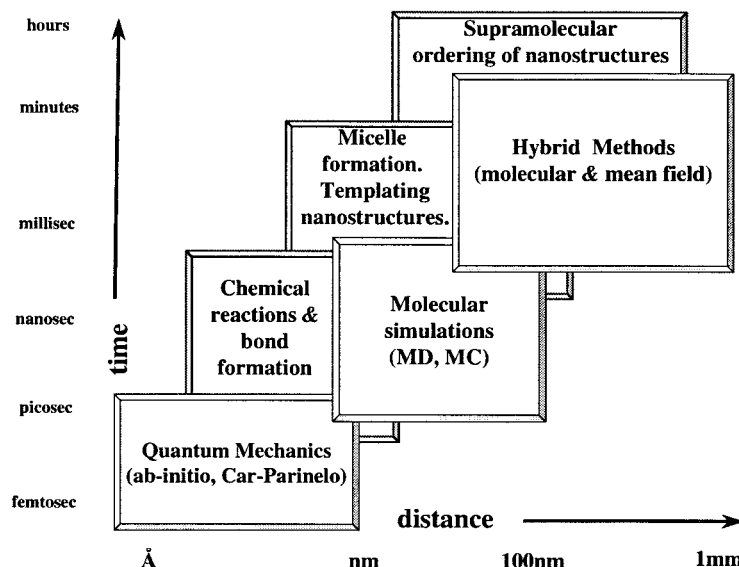 hours
minutes
millisec
nanosec
picosec
femtosec
time
Supramolecular
ordering of nanostructures
Hybrid Methods
(molecular & mean field)
Micelle
formation.
Templating
nanostructures.
Chemical
reactions &
bond
formation
Molecular
simulations
(MD, MC)
Quantum Mechanics
(ab-initio, Car-Parinelo)
distance
Å
nm
100nm
1mm